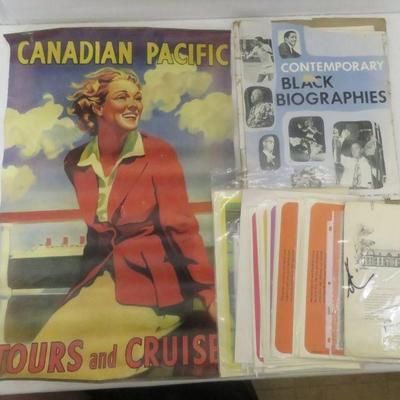 CANADIAN PACIFIC
TOURS and CRUISE
CONTEMPORARY
BLACK
BIOGRAPHIES